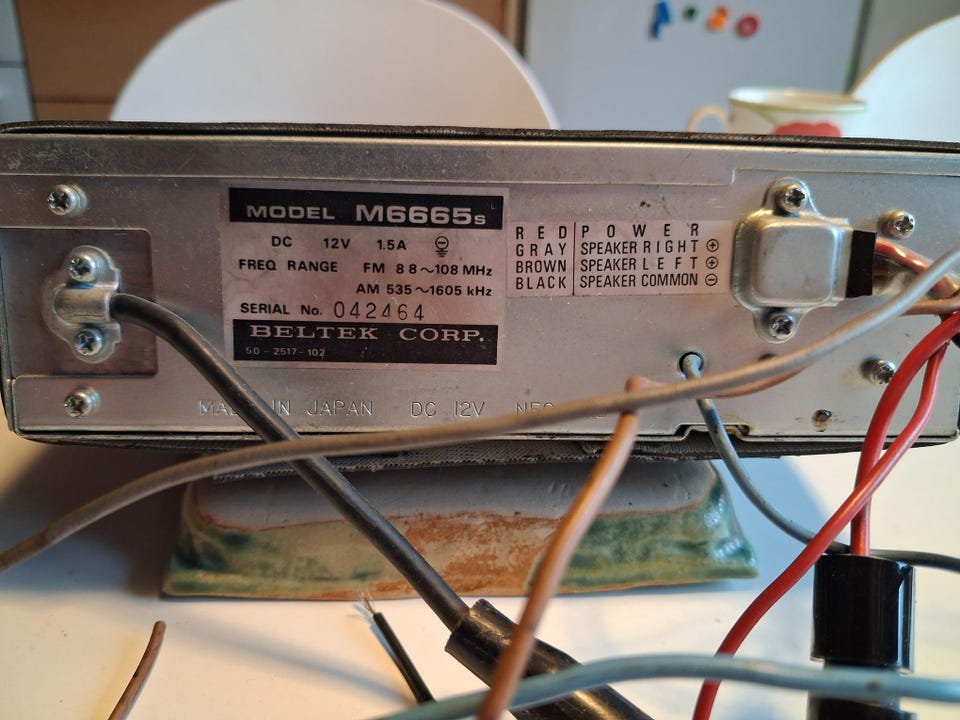 MODEL M6665s
DC 12V 1.5A
FREQ RANGE FM 88~108 MHz
AM 535~1605 kHz
SERIAL No. 042464
BELTEK CORP.
50-2517-102
RED POWER
GRAY SPEAKER RIGHT +
BROWN SPEAKER LEFT +
BLACK SPEAKER COMMON -
IN JAPAN DC 12V